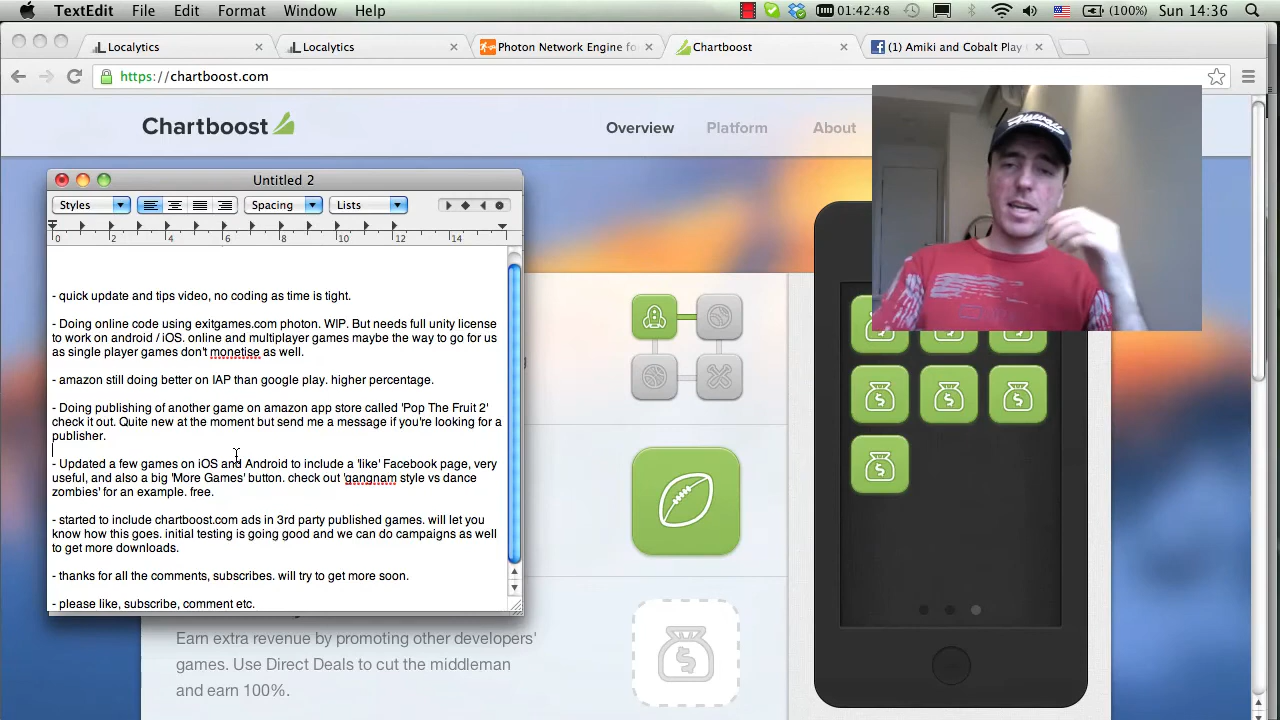 TextEdit File Edit Format Window Help 01:42:48 (100%) Sun 14:36
Localytics Localytics Photon Network Engine fo Chartboost (1) Amiki and Cobalt Play
https://chartboost.com
Chartboost Overview Platform About
Untitled 2
Styles Spacing Lists
0 2 4 6 8 10 12 14
- quick update and tips video, no code as time is tight.
- Doing online code using exitgames.com photon. WIP. But needs full unity license
to work on android / iOS. online and multiplayer games maybe the way to go for us
as single player games don't monetise as well.
- amazon still doing better on IAP than google play. higher percentage.
- Doing publishing of another game on amazon app store called 'Pop The Fruit 2'
check it out. Quite new at the moment but send me a message if you're looking for a
publisher.
- Updated a few games on iOS and Android to include a 'like' Facebook page, very
useful, and also a big 'More Games' button. check out 'gangnam style vs dance
zombies' for an example. free.
- started to include chartboost.com ads in 3rd party published games. will let you
know how this goes. initial testing is going good and we can do campaigns as well
to get more downloads.
- thanks for all the comments, subscribes. will try to get more soon.
- please like, subscribe, comment etc.
Earn extra revenue by promoting other developers'
games. Use Direct Deals to cut the middleman
and earn 100%.